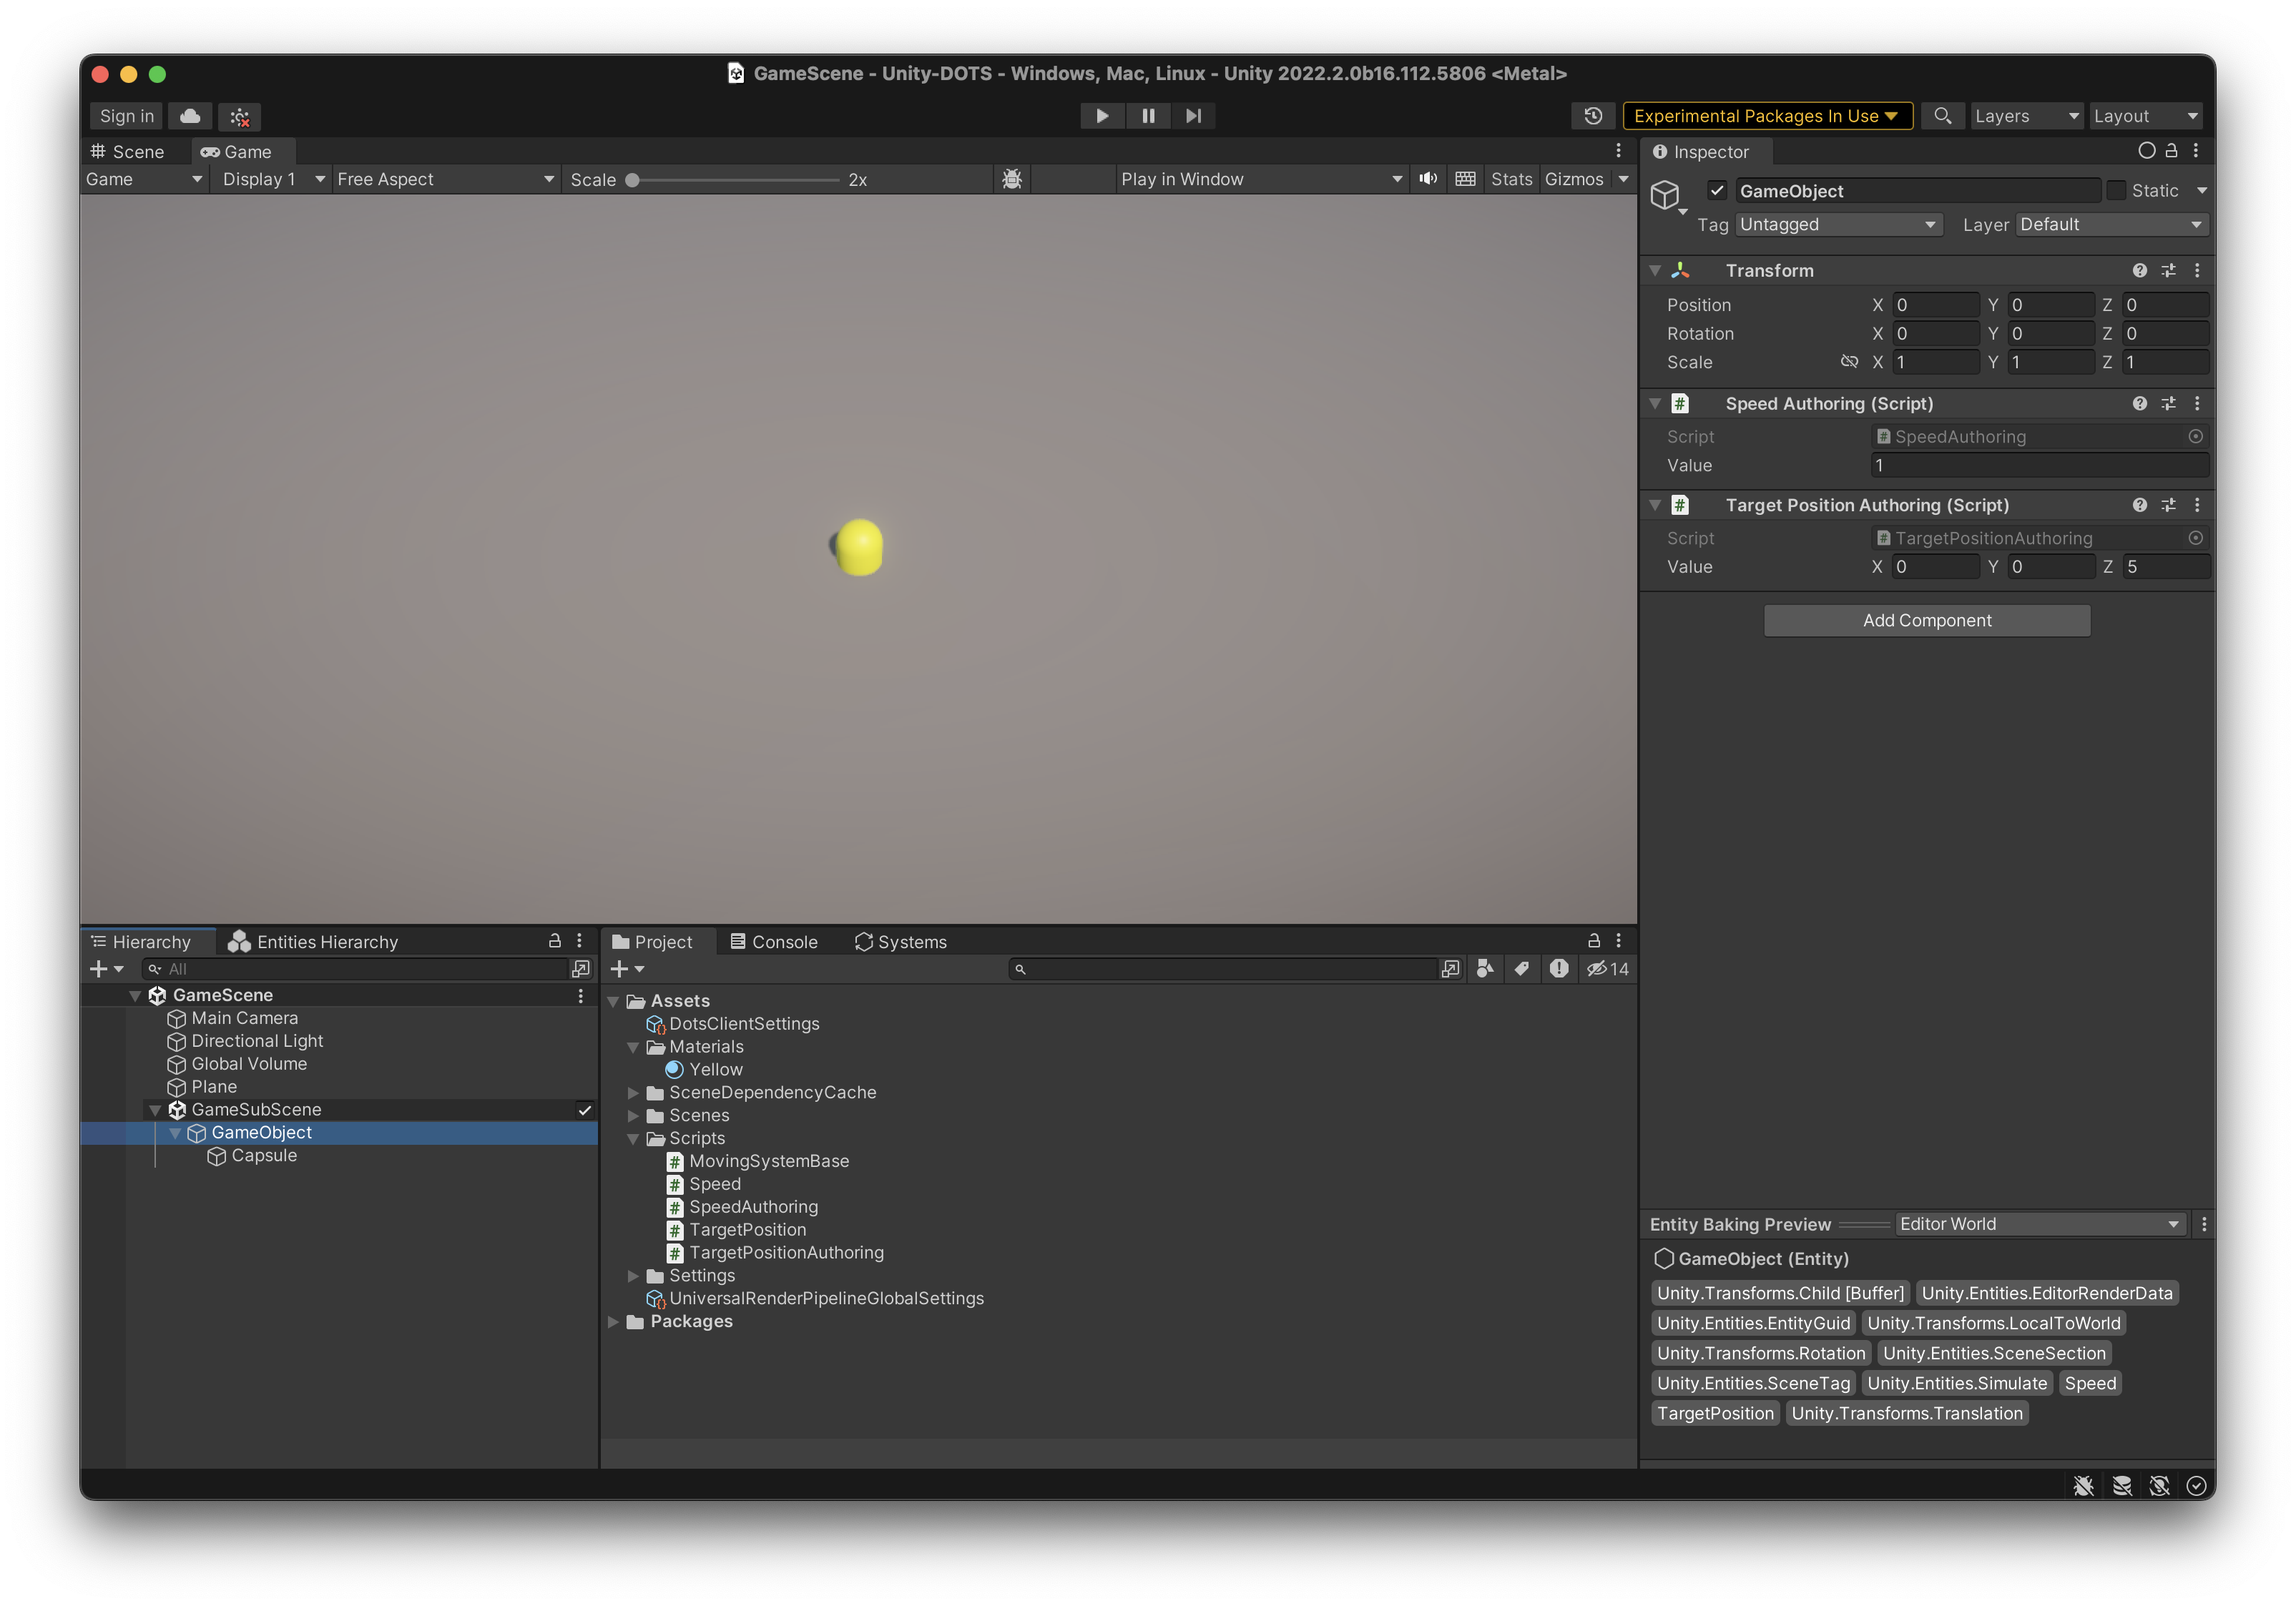 GameScene - Unity-DOTS - Windows, Mac, Linux - Unity 2022.2.0b16.112.5806 <Metal>
Sign in
Experimental Packages In Use
Layers
Layout
Scene
Game
Game
Display 1
Free Aspect
Scale
2x
Play in Window
Stats
Gizmos
Inspector
GameObject
Static
Tag
Untagged
Layer
Default
Transform
Position X 0 Y 0 Z 0
Rotation X 0 Y 0 Z 0
Scale X 1 Y 1 Z 1
# Speed Authoring (Script)
Script # SpeedAuthoring
Value 1
# Target Position Authoring (Script)
Script # TargetPositionAuthoring
Value X 0 Y 0 Z 5
Add Component
Hierarchy
Entities Hierarchy
All
GameScene
Main Camera
Directional Light
Global Volume
Plane
GameSubScene
GameObject
Capsule
Project
Console
Systems
14
Assets
DotsClientSettings
Materials
Yellow
SceneDependencyCache
Scenes
Scripts
# MovingSystemBase
# Speed
# SpeedAuthoring
# TargetPosition
# TargetPositionAuthoring
Settings
UniversalRenderPipelineGlobalSettings
Packages
Entity Baking Preview
Editor World
GameObject (Entity)
Unity.Transforms.Child [Buffer] Unity.Entities.EditorRenderData
Unity.Entities.EntityGuid Unity.Transforms.LocalToWorld
Unity.Transforms.Rotation Unity.Entities.SceneSection
Unity.Entities.SceneTag Unity.Entities.Simulate Speed
TargetPosition Unity.Transforms.Translation